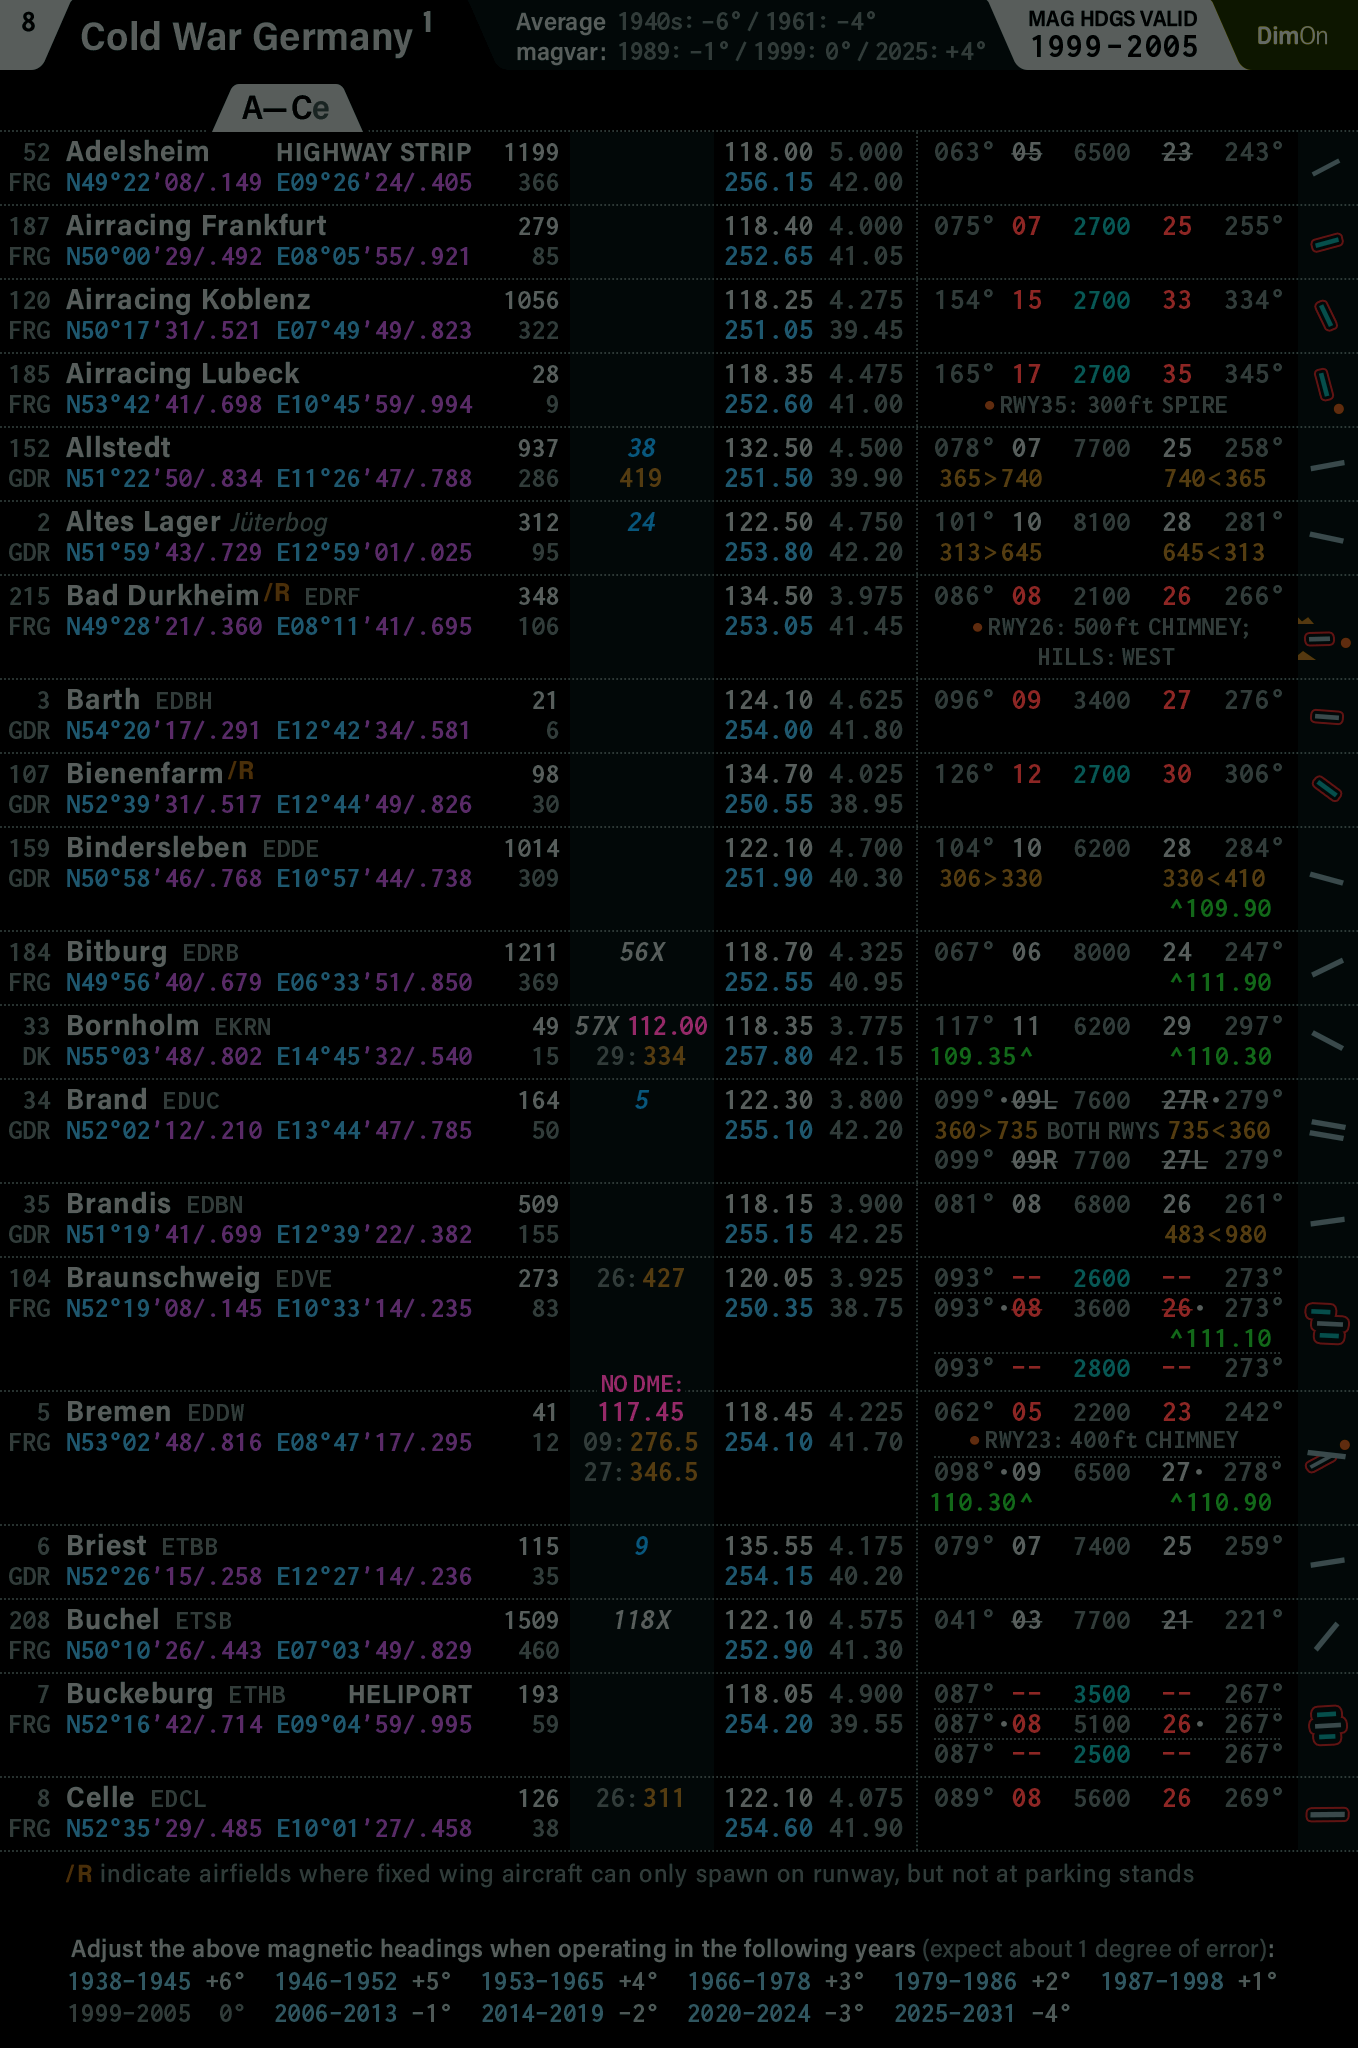 8 Cold War Germany 1 Average 1940s: −6° / 1961: −4° MAG HDGS VALID DimOn
magvar: 1989: −1° / 1999: 0° / 2025: +4° 1999–2005
A—Ce
52 Adelsheim HIGHWAY STRIP 1199 118.00 5.000 063° 05 6500 23 243°
FRG N49°22'08/.149 E09°26'24/.405 366 256.15 42.00
187 Airracing Frankfurt 279 118.40 4.000 075° 07 2700 25 255°
FRG N50°00'29/.492 E08°05'55/.921 85 252.65 41.05
120 Airracing Koblenz 1056 118.25 4.275 154° 15 2700 33 334°
FRG N50°17'31/.521 E07°49'49/.823 322 251.05 39.45
185 Airracing Lubeck 28 118.35 4.475 165° 17 2700 35 345°
FRG N53°42'41/.698 E10°45'59/.994 9 252.60 41.00 •RWY35: 300ft SPIRE
152 Allstedt 937 38 132.50 4.500 078° 07 7700 25 258°
GDR N51°22'50/.834 E11°26'47/.788 286 419 251.50 39.90 365>740 740<365
2 Altes Lager Jüterbog 312 24 122.50 4.750 101° 10 8100 28 281°
GDR N51°59'43/.729 E12°59'01/.025 95 253.80 42.20 313>645 645<313
215 Bad Durkheim/R EDRF 348 134.50 3.975 086° 08 2100 26 266°
FRG N49°28'21/.360 E08°11'41/.695 106 253.05 41.45 •RWY26: 500ft CHIMNEY;
HILLS: WEST
3 Barth EDBH 21 124.10 4.625 096° 09 3400 27 276°
GDR N54°20'17/.291 E12°42'34/.581 6 254.00 41.80
107 Bienenfarm/R 98 134.70 4.025 126° 12 2700 30 306°
GDR N52°39'31/.517 E12°44'49/.826 30 250.55 38.95
159 Bindersleben EDDE 1014 122.10 4.700 104° 10 6200 28 284°
GDR N50°58'46/.768 E10°57'44/.738 309 251.90 40.30 306>330 330<410
^109.90
184 Bitburg EDRB 1211 56X 118.70 4.325 067° 06 8000 24 247°
FRG N49°56'40/.679 E06°33'51/.850 369 252.55 40.95 ^111.90
33 Bornholm EKRN 49 57X 112.00 118.35 3.775 117° 11 6200 29 297°
DK N55°03'48/.802 E14°45'32/.540 15 29:334 257.80 42.15 109.35^ ^110.30
34 Brand EDUC 164 5 122.30 3.800 099°•09L 7600 27R•279°
GDR N52°02'12/.210 E13°44'47/.785 50 255.10 42.20 360>735 BOTH RWYS 735<360
099° 09R 7700 27L 279°
35 Brandis EDBN 509 118.15 3.900 081° 08 6800 26 261°
GDR N51°19'41/.699 E12°39'22/.382 155 255.15 42.25 483<980
104 Braunschweig EDVE 273 26:427 120.05 3.925 093° -- 2600 -- 273°
FRG N52°19'08/.145 E10°33'14/.235 83 250.35 38.75 093°•08 3600 26• 273°
^111.10
093° -- 2800 -- 273°
NO DME:
5 Bremen EDDW 41 117.45 118.45 4.225 062° 05 2200 23 242°
FRG N53°02'48/.816 E08°47'17/.295 12 09:276.5 254.10 41.70 •RWY23: 400ft CHIMNEY
27:346.5 098°•09 6500 27• 278°
110.30^ ^110.90
6 Briest ETBB 115 9 135.55 4.175 079° 07 7400 25 259°
GDR N52°26'15/.258 E12°27'14/.236 35 254.15 40.20
208 Buchel ETSB 1509 118X 122.10 4.575 041° 03 7700 21 221°
FRG N50°10'26/.443 E07°03'49/.829 460 252.90 41.30
7 Buckeburg ETHB HELIPORT 193 118.05 4.900 087° -- 3500 -- 267°
FRG N52°16'42/.714 E09°04'59/.995 59 254.20 39.55 087°•08 5100 26• 267°
087° -- 2500 -- 267°
8 Celle EDCL 126 26:311 122.10 4.075 089° 08 5600 26 269°
FRG N52°35'29/.485 E10°01'27/.458 38 254.60 41.90
/R indicate airfields where fixed wing aircraft can only spawn on runway, but not at parking stands
Adjust the above magnetic headings when operating in the following years (expect about 1 degree of error):
1938–1945 +6° 1946–1952 +5° 1953–1965 +4° 1966–1978 +3° 1979–1986 +2° 1987–1998 +1°
1999–2005 0° 2006–2013 −1° 2014–2019 −2° 2020–2024 −3° 2025–2031 −4°